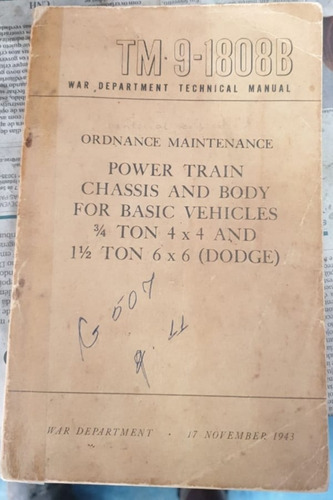 TM·9-1808B
WAR DEPARTMENT TECHNICAL MANUAL
ORDNANCE MAINTENANCE
POWER TRAIN
CHASSIS AND BODY
FOR BASIC VEHICLES
¾ TON 4 x 4 AND
1½ TON 6 x 6 (DODGE)
WAR DEPARTMENT · 17 NOVEMBER 1943